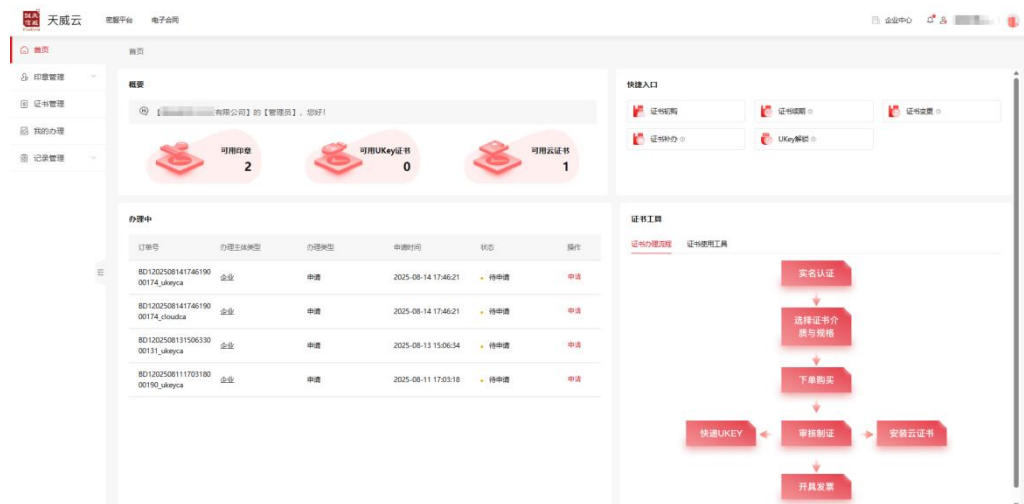 天威云 密服平台 电子合同
企业中心
首页
印章管理
证书管理
我的办理
记录管理
首页
概要
【 有限公司】的【管理员】，您好！
可用印章
2
可用UKey证书
0
可用云证书
1
快捷入口
证书初购
证书续期
证书变更
证书补办
UKey解锁
办理中
订单号 办理主体类型 办理类型 申请时间 状态 操作
BD1202508141746190 企业 申请 2025-08-14 17:46:21 待申请 申请
00174_ukeyca
BD1202508141746190 企业 申请 2025-08-14 17:46:21 待申请 申请
00174_cloudca
BD1202508131506330 企业 申请 2025-08-13 15:06:34 待申请 申请
00131_ukeyca
BD1202508111703180 企业 申请 2025-08-11 17:03:18 待申请 申请
00190_ukeyca
证书工具
证书办理流程 证书使用工具
实名认证
选择证书介
质与规格
下单购买
快递UKEY 审核制证 安装云证书
开具发票